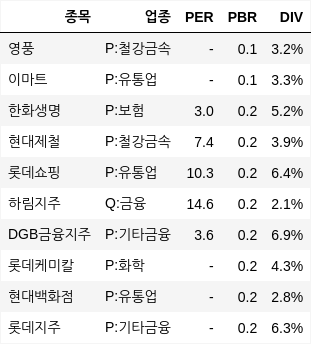 종목 업종 PER PBR DIV
영풍 P:철강금속 - 0.1 3.2%
이마트 P:유통업 - 0.1 3.3%
한화생명 P:보험 3.0 0.2 5.2%
현대제철 P:철강금속 7.4 0.2 3.9%
롯데쇼핑 P:유통업 10.3 0.2 6.4%
하림지주 Q:금융 14.6 0.2 2.1%
DGB금융지주 P:기타금융 3.6 0.2 6.9%
롯데케미칼 P:화학 - 0.2 4.3%
현대백화점 P:유통업 - 0.2 2.8%
롯데지주 P:기타금융 - 0.2 6.3%